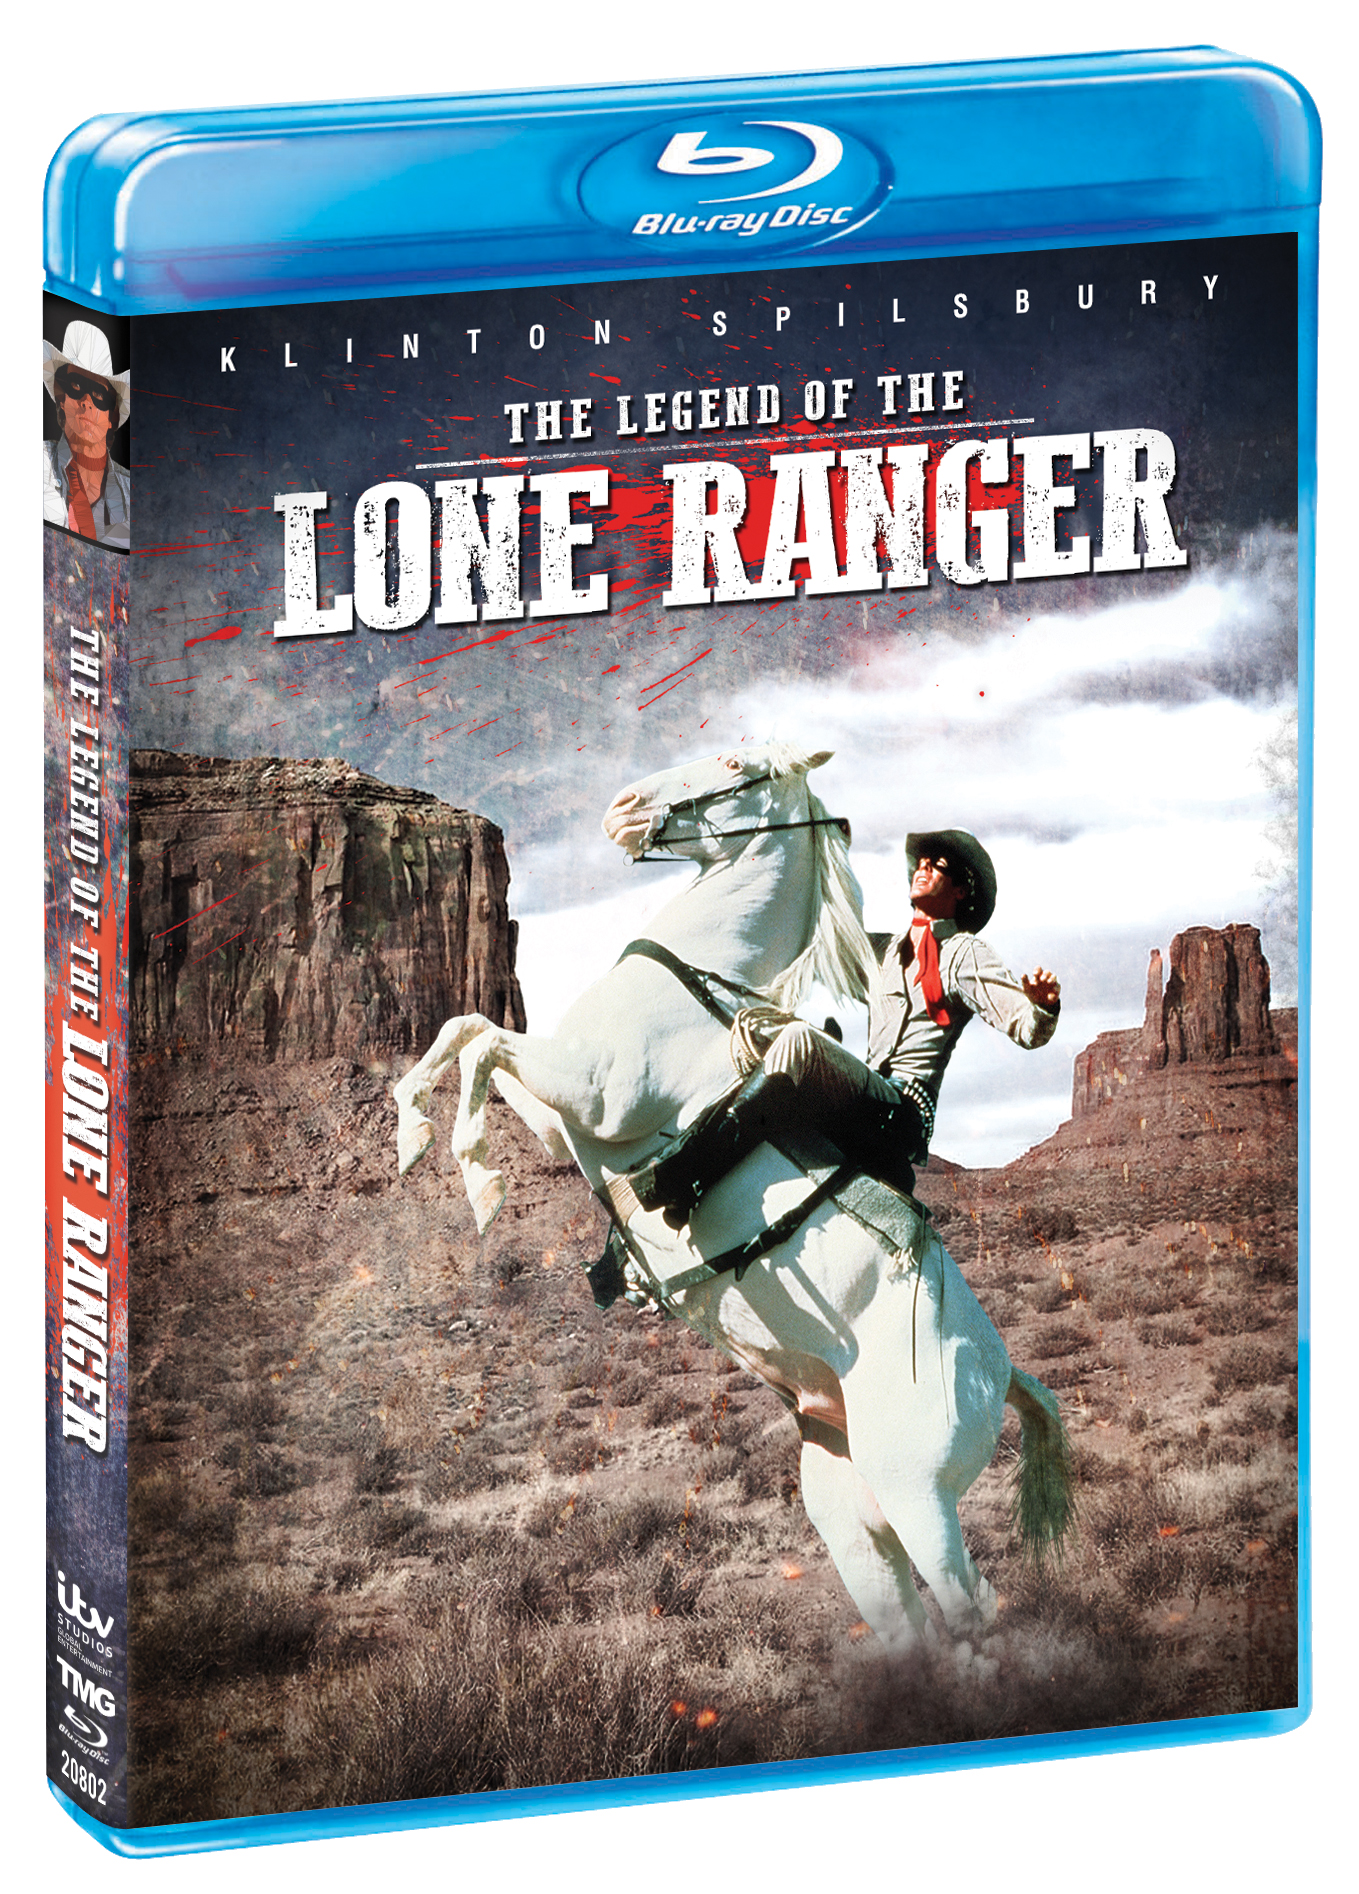 Blu-ray Disc
KLINTON SPILSBURY
THE LEGEND OF THE
LONE RANGER
THE LEGEND OF THE LONE RANGER
itv
STUDIOS
GLOBAL
ENTERTAINMENT
TMG
Blu-ray Disc
20802